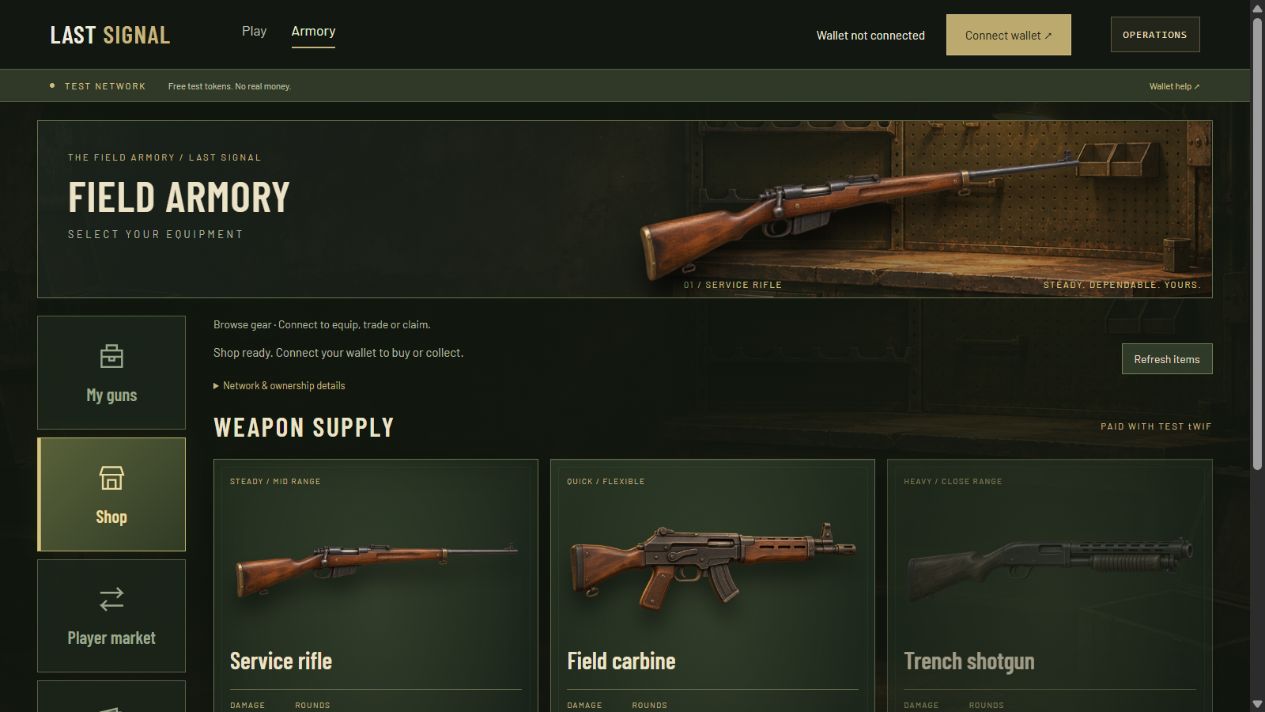 LAST SIGNAL
Play
Armory
Wallet not connected
Connect wallet ↗
OPERATIONS
TEST NETWORK
Free test tokens. No real money.
Wallet help ↗
THE FIELD ARMORY / LAST SIGNAL
FIELD ARMORY
SELECT YOUR EQUIPMENT
01 / SERVICE RIFLE
STEADY. DEPENDABLE. YOURS.
My guns
Shop
Player market
Browse gear · Connect to equip, trade or claim.
Shop ready. Connect your wallet to buy or collect.
Refresh items
▶ Network & ownership details
WEAPON SUPPLY
PAID WITH TEST tWIF
STEADY / MID RANGE
Service rifle
DAMAGE
ROUNDS
QUICK / FLEXIBLE
Field carbine
DAMAGE
ROUNDS
HEAVY / CLOSE RANGE
Trench shotgun
DAMAGE
ROUNDS